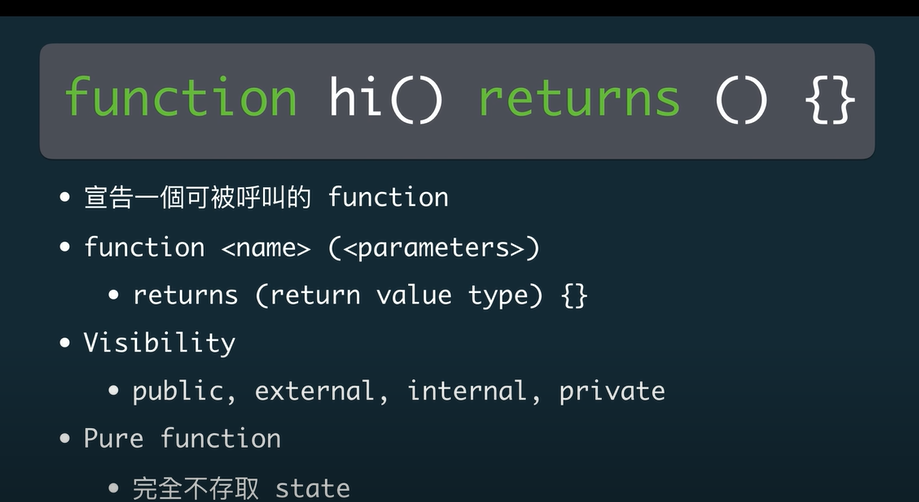 function hi() returns () {}
• 宣告一個可被呼叫的 function
• function <name> (<parameters>)
• returns (return value type) {}
• Visibility
• public, external, internal, private
• Pure function
• 完全不存取 state